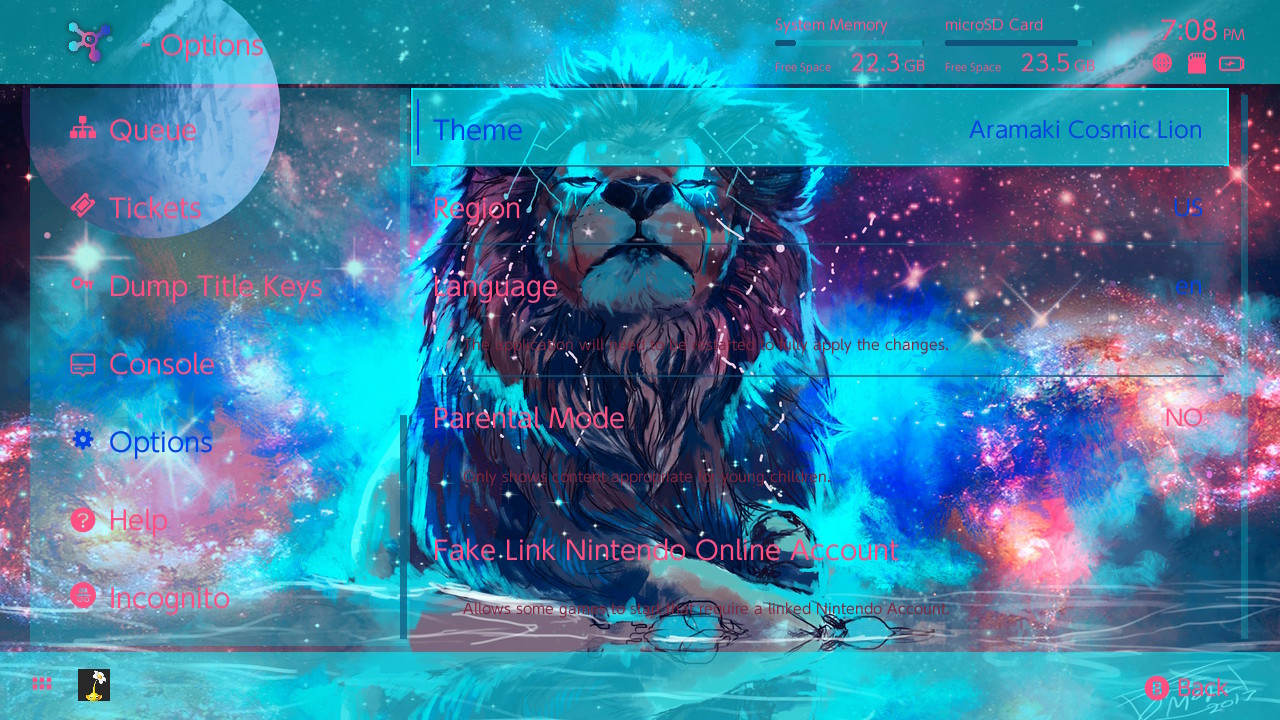 - Options
System Memory
Free Space 22.3 GB
microSD Card
Free Space 23.5 GB
7:08 PM
Queue
Tickets
Dump Title Keys
Console
Options
Help
Incognito
Theme Aramaki Cosmic Lion
Region US
Language en
The application will need to be restarted to fully apply the changes.
Parental Mode NO
Only shows content appropriate for young children.
Fake Link Nintendo Online Account
Allows some games to start that require a linked Nintendo Account.
B Back
2017